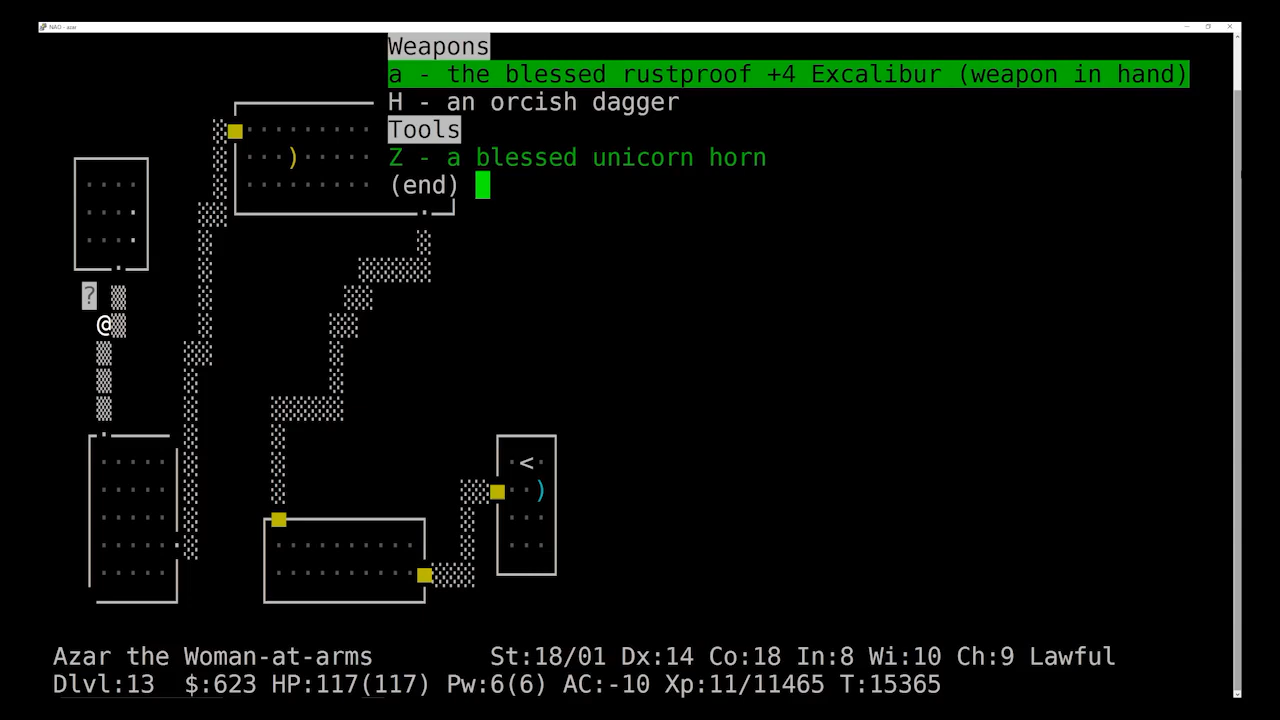 NAO - azar
Weapons
a - the blessed rustproof +4 Excalibur (weapon in hand)
H - an orcish dagger
Tools
Z - a blessed unicorn horn
(end)
Azar the Woman-at-arms St:18/01 Dx:14 Co:18 In:8 Wi:10 Ch:9 Lawful
Dlvl:13 $:623 HP:117(117) Pw:6(6) AC:-10 Xp:11/11465 T:15365